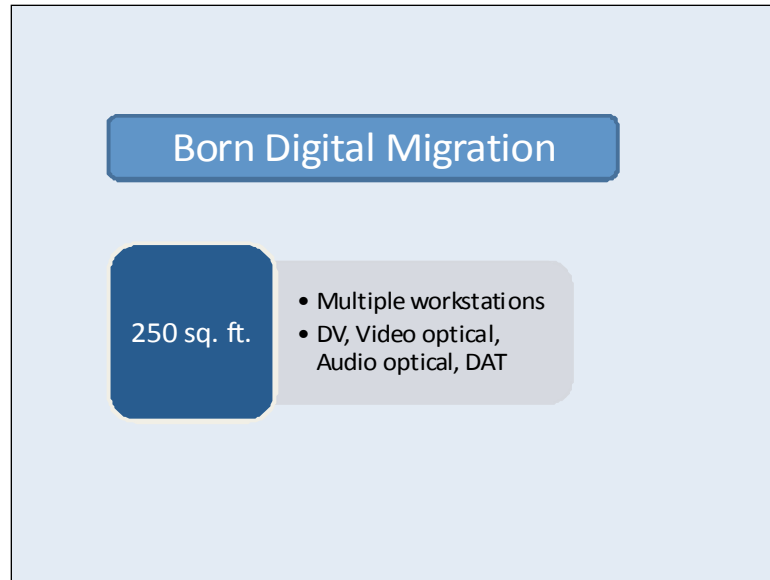 Born Digital Migration
250 sq. ft.
• Multiple workstations
• DV, Video optical,
Audio optical, DAT